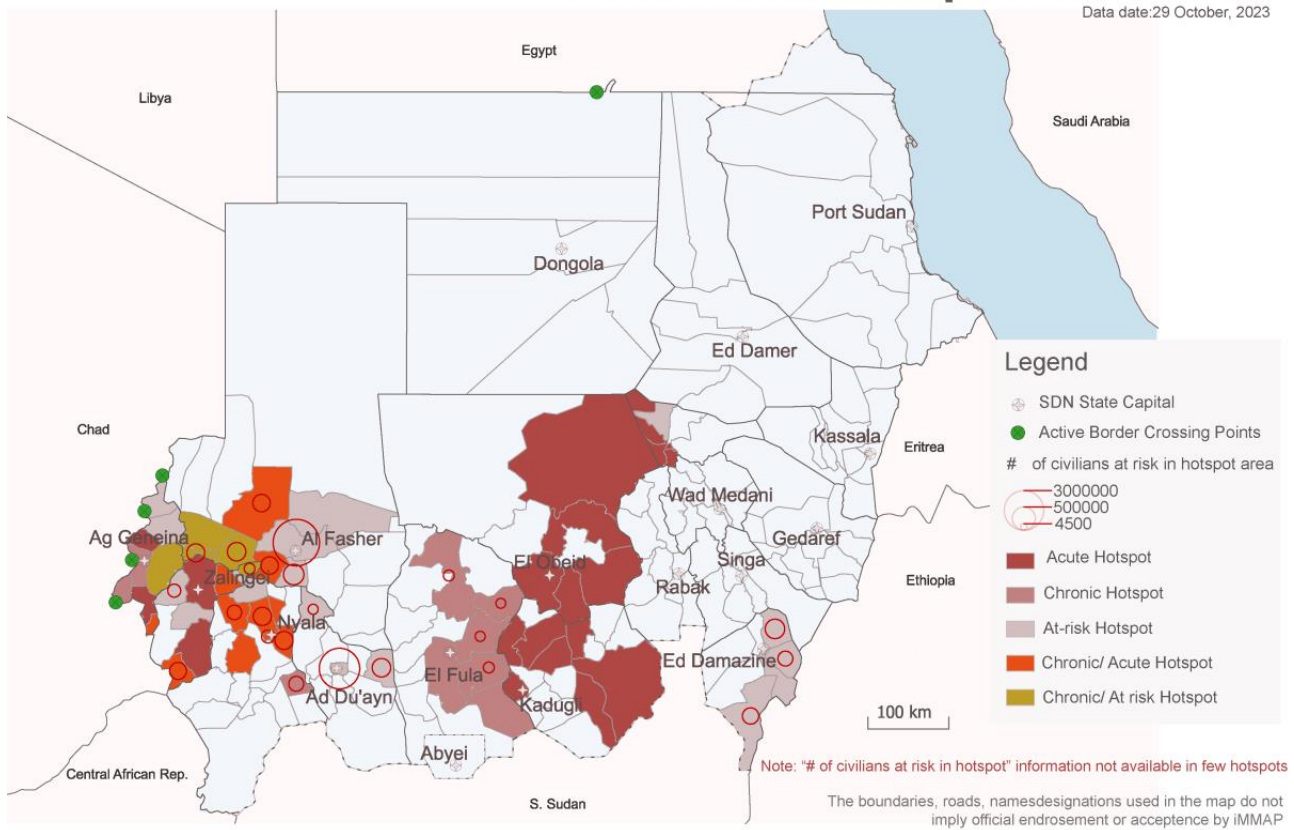 Data date:29 October, 2023
Egypt
Libya
Saudi Arabia
Port Sudan
Dongola
Ed Damer
Chad
Kassala
Eritrea
Wad Medani
Ag Geneina
Al Fasher
Gedaref
El Obeid
Singa
Zalingei
Rabak
Ethiopia
Nyala
Ed Damazine
El Fula
Ad Du'ayn
Kadugli
Abyei
Central African Rep.
S. Sudan
100 km
Legend
SDN State Capital
Active Border Crossing Points
# of civilians at risk in hotspot area
3000000
500000
4500
Acute Hotspot
Chronic Hotspot
At-risk Hotspot
Chronic/ Acute Hotspot
Chronic/ At risk Hotspot
Note: “# of civilians at risk in hotspot” information not available in few hotspots
The boundaries, roads, namesdesignations used in the map do not
imply official endrosement or acceptence by iMMAP